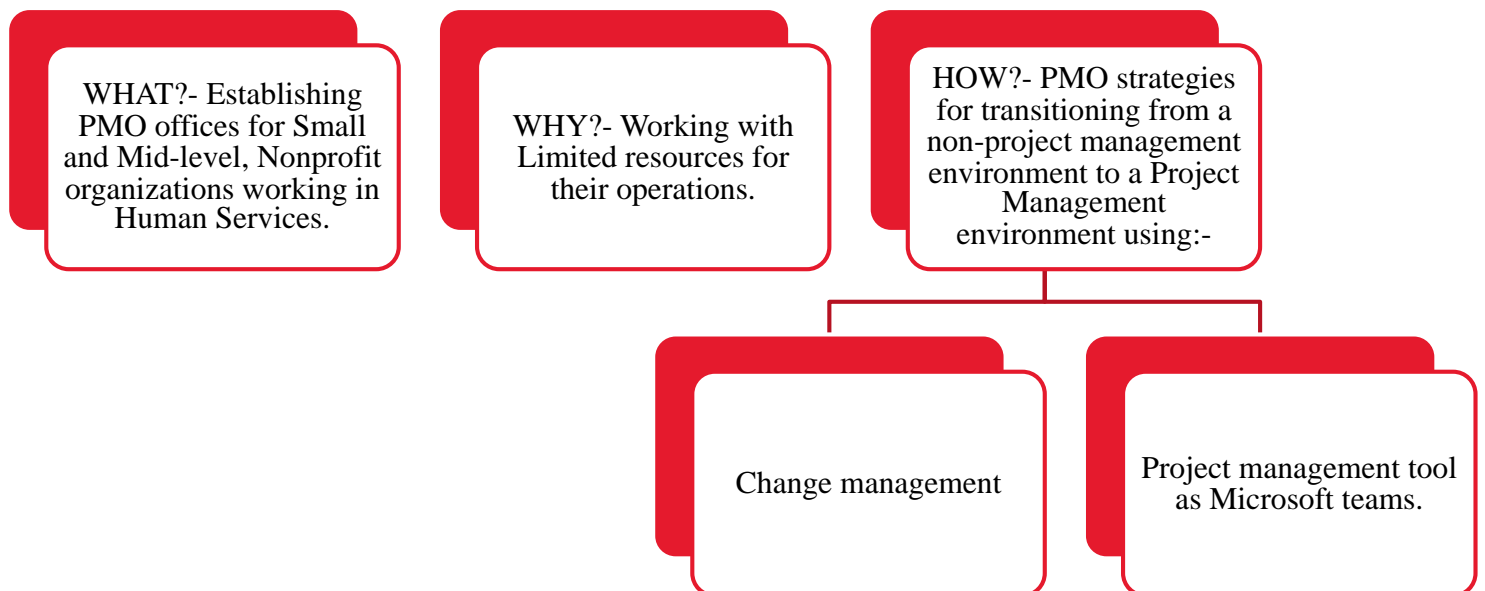 WHAT?- Establishing
PMO offices for Small
and Mid-level, Nonprofit
organizations working in
Human Services.
WHY?- Working with
Limited resources for
their operations.
HOW?- PMO strategies
for transitioning from a
non-project management
environment to a Project
Management
environment using:-
Change management
Project management tool
as Microsoft teams.